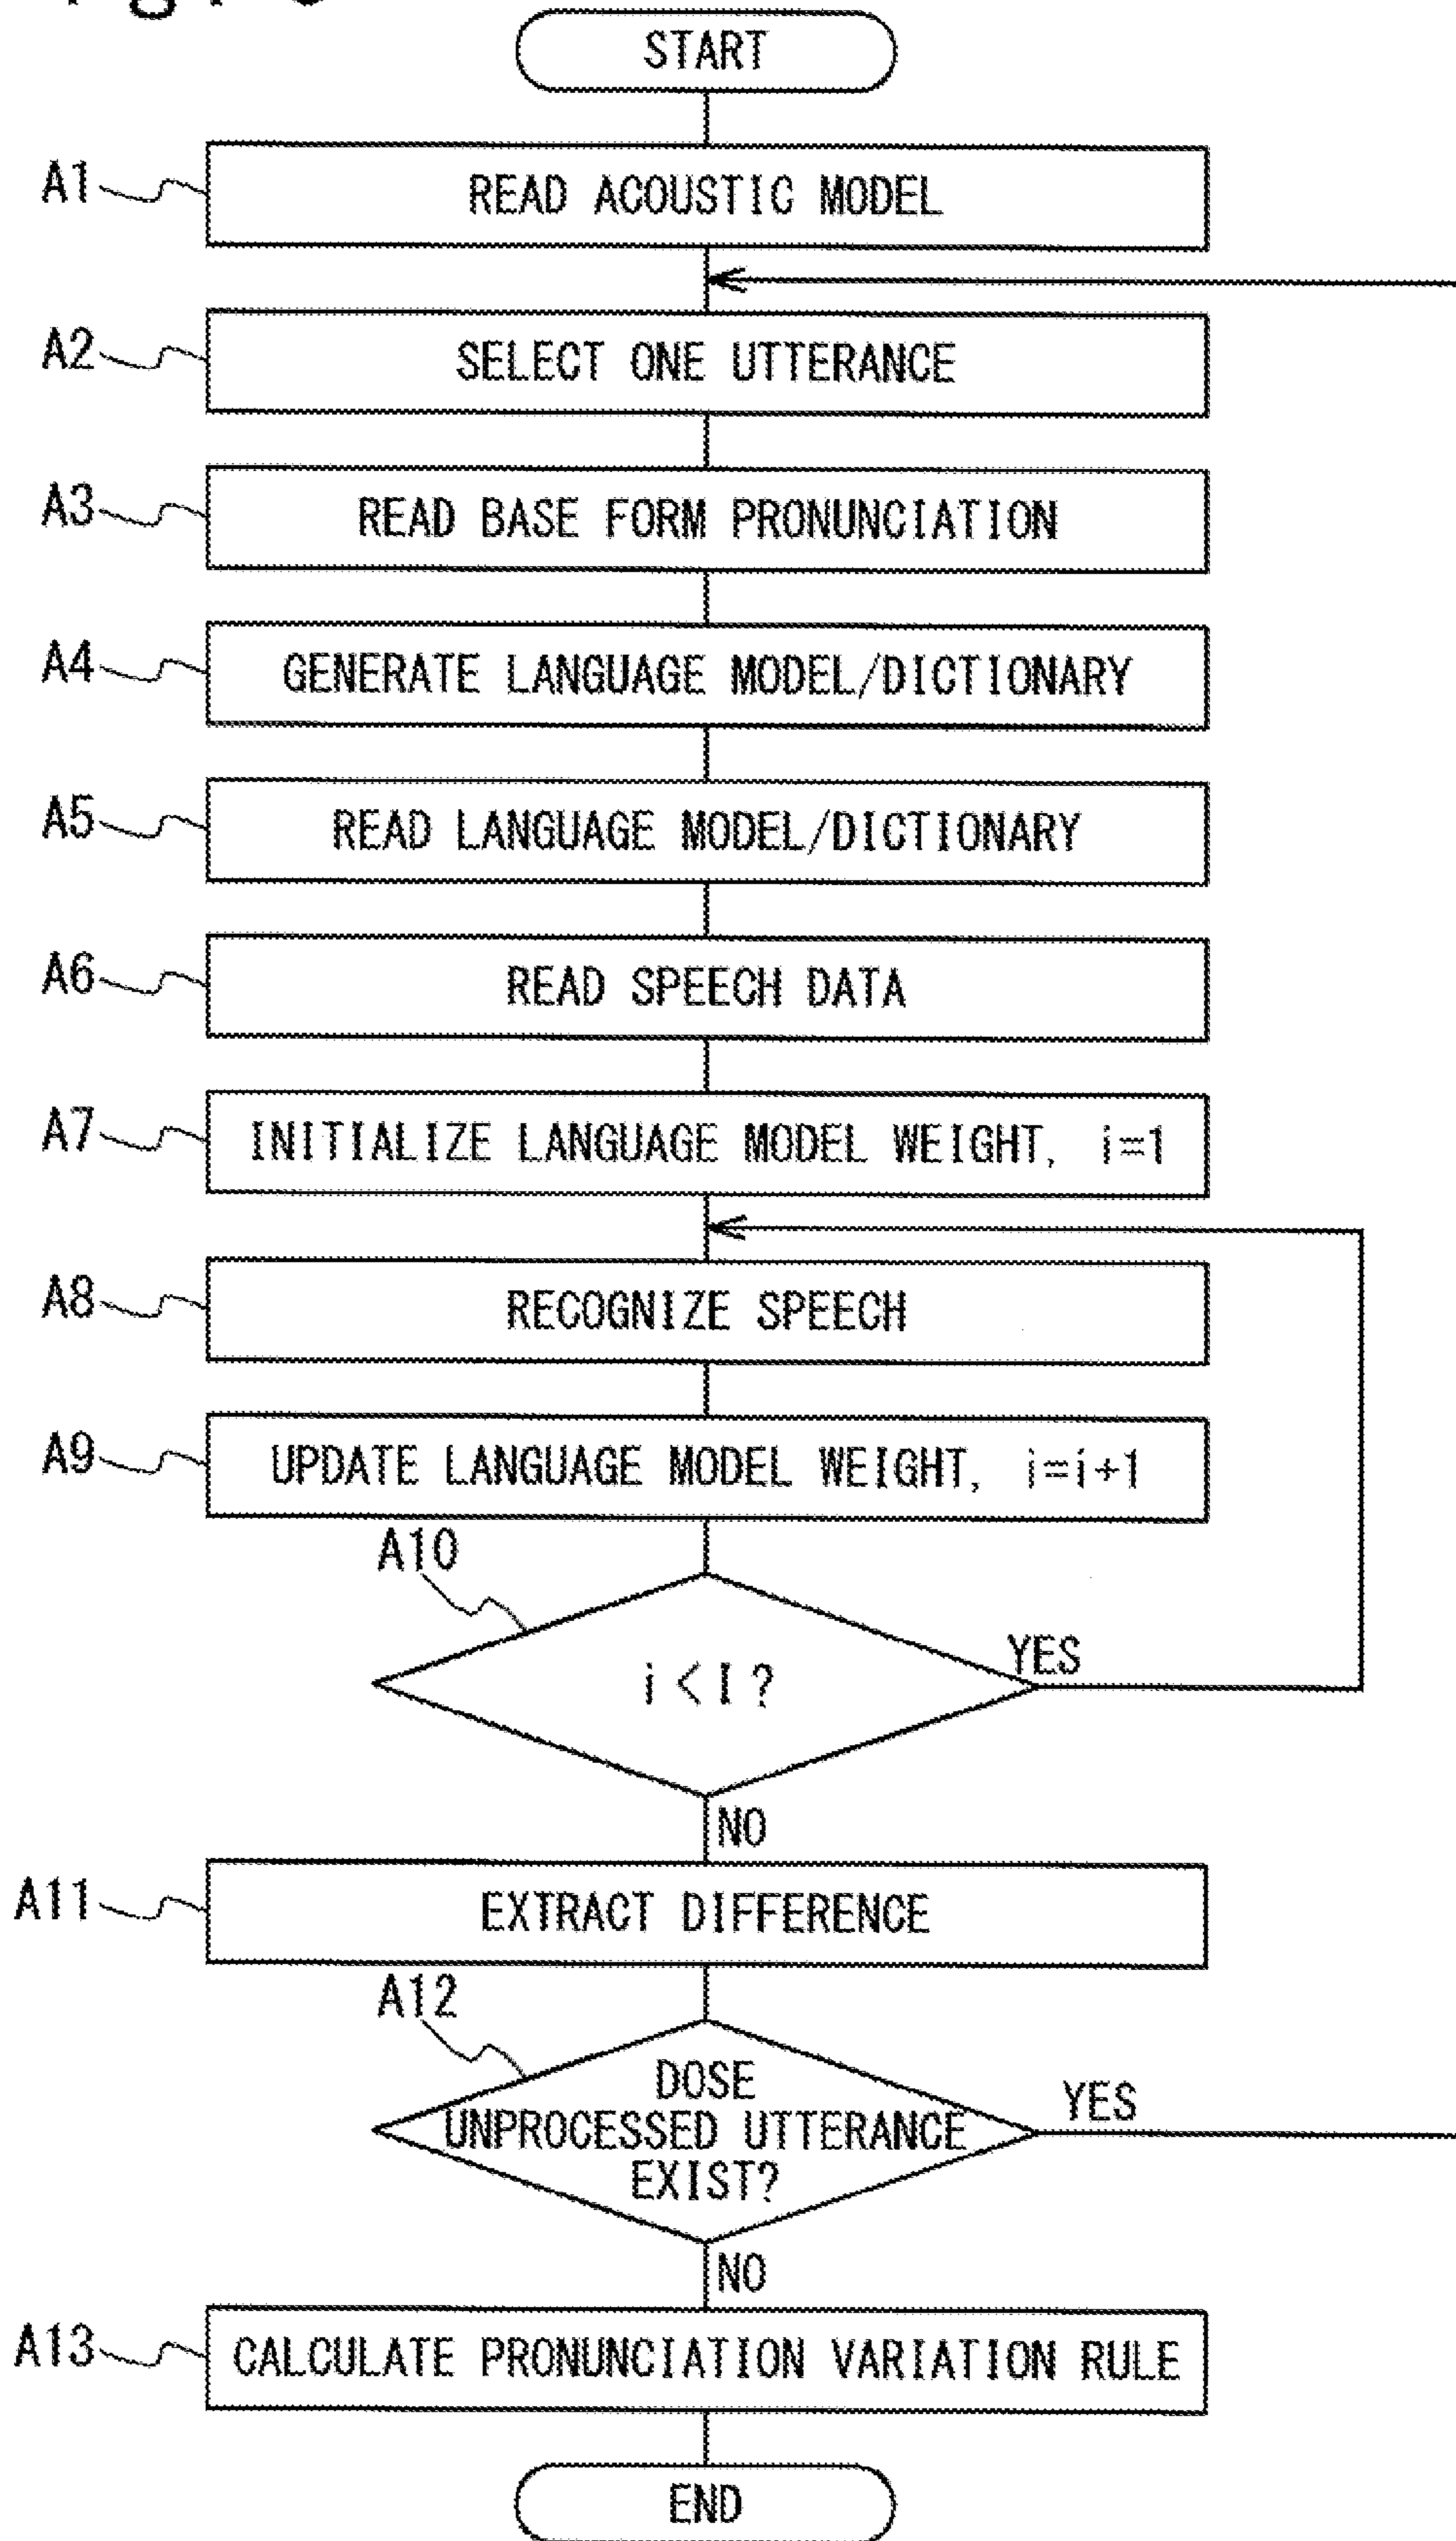 START
A1
READ ACOUSTIC MODEL
A2
SELECT ONE UTTERANCE
A3
READ BASE FORM PRONUNCIATION
A4
GENERATE LANGUAGE MODEL/DICTIONARY
A5
READ LANGUAGE MODEL/DICTIONARY
A6
READ SPEECH DATA
A7
INITIALIZE LANGUAGE MODEL WEIGHT, i=1
A8
RECOGNIZE SPEECH
A9
UPDATE LANGUAGE MODEL WEIGHT, i=i+1
A10
i < I ?
YES
NO
A11
EXTRACT DIFFERENCE
A12
DOSE
UNPROCESSED UTTERANCE
EXIST?
YES
NO
A13
CALCULATE PRONUNCIATION VARIATION RULE
END